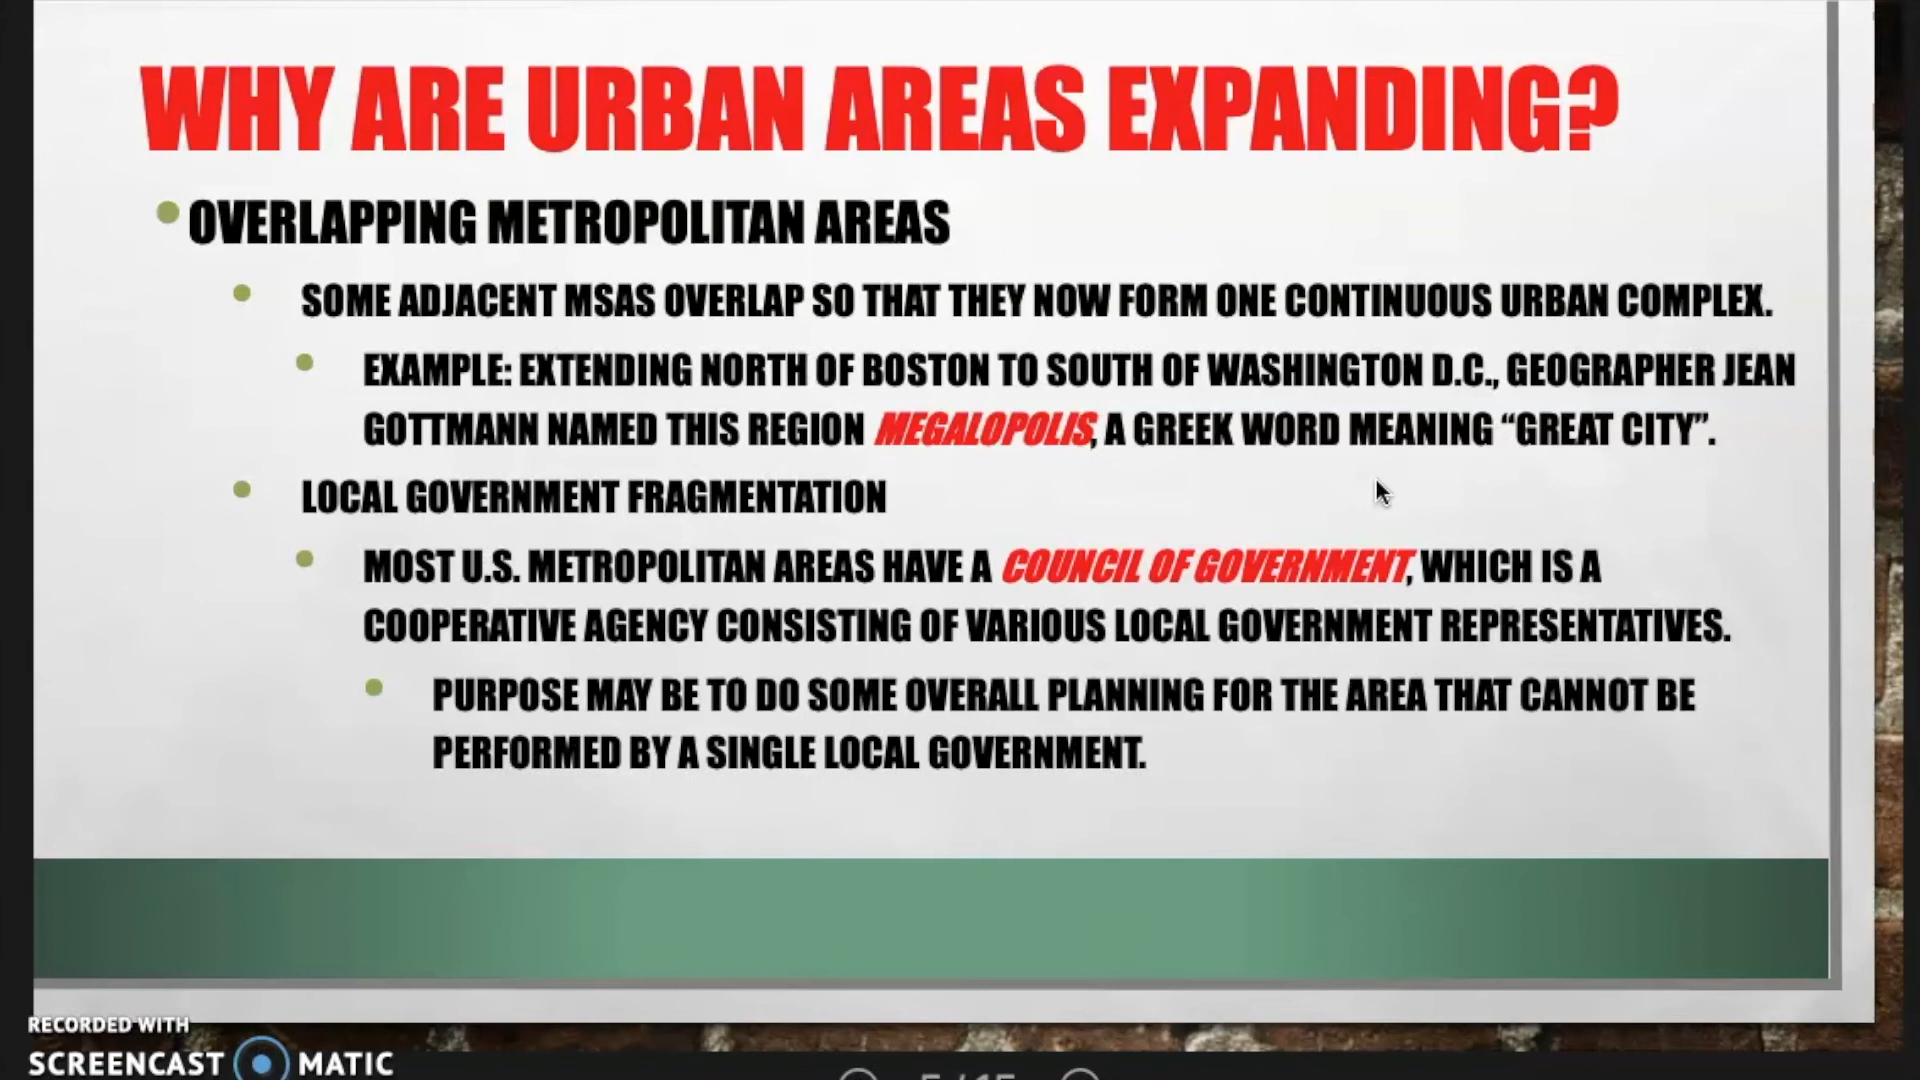 WHY ARE URBAN AREAS EXPANDING?
OVERLAPPING METROPOLITAN AREAS
SOME ADJACENT MSAS OVERLAP SO THAT THEY NOW FORM ONE CONTINUOUS URBAN COMPLEX.
EXAMPLE: EXTENDING NORTH OF BOSTON TO SOUTH OF WASHINGTON D.C., GEOGRAPHER JEAN
GOTTMANN NAMED THIS REGION MEGALOPOLIS, A GREEK WORD MEANING “GREAT CITY”.
LOCAL GOVERNMENT FRAGMENTATION
MOST U.S. METROPOLITAN AREAS HAVE A COUNCIL OF GOVERNMENT, WHICH IS A
COOPERATIVE AGENCY CONSISTING OF VARIOUS LOCAL GOVERNMENT REPRESENTATIVES.
PURPOSE MAY BE TO DO SOME OVERALL PLANNING FOR THE AREA THAT CANNOT BE
PERFORMED BY A SINGLE LOCAL GOVERNMENT.
RECORDED WITH
SCREENCAST MATIC